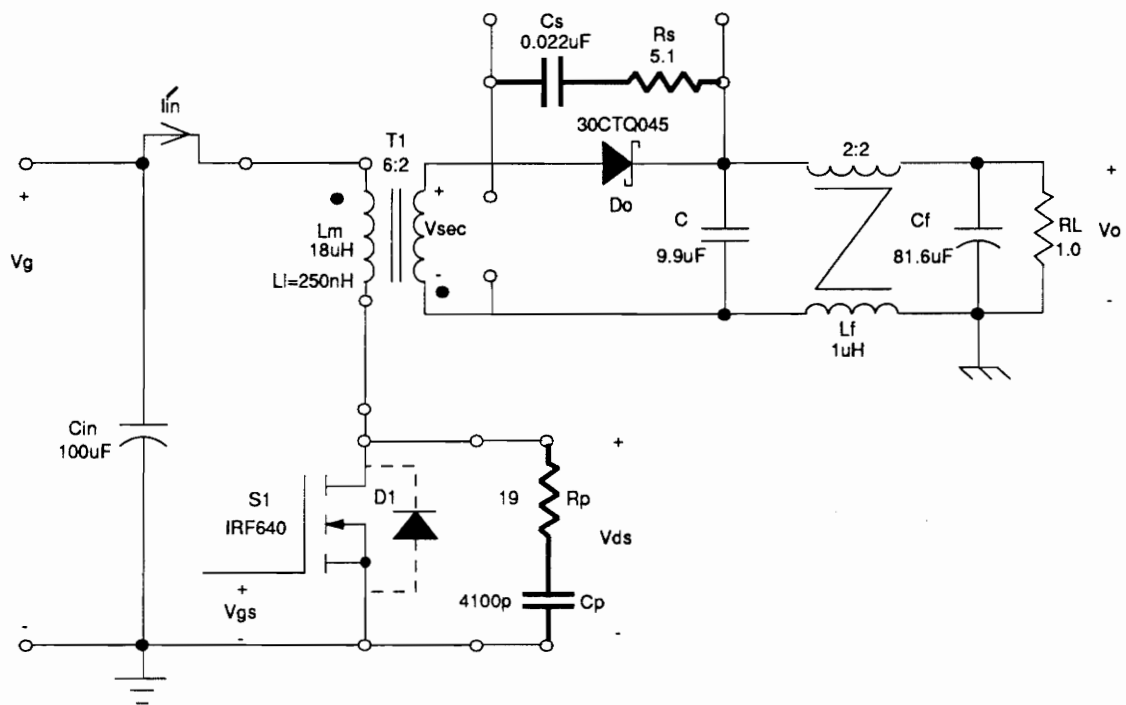 Cs
0.022uF
Rs
5.1
Iin
30CTQ045
T1
6:2
2:2
+
+
+
Do
Lm
18uH
Vsec
C
9.9uF
Cf
81.6uF
RL
1.0
Vo
Vg
Ll=250nH
-
-
Lf
1uH
Cin
100uF
+
S1
IRF640
D1
19
Rp
Vds
+
Vgs
-
4100p
Cp
-
-